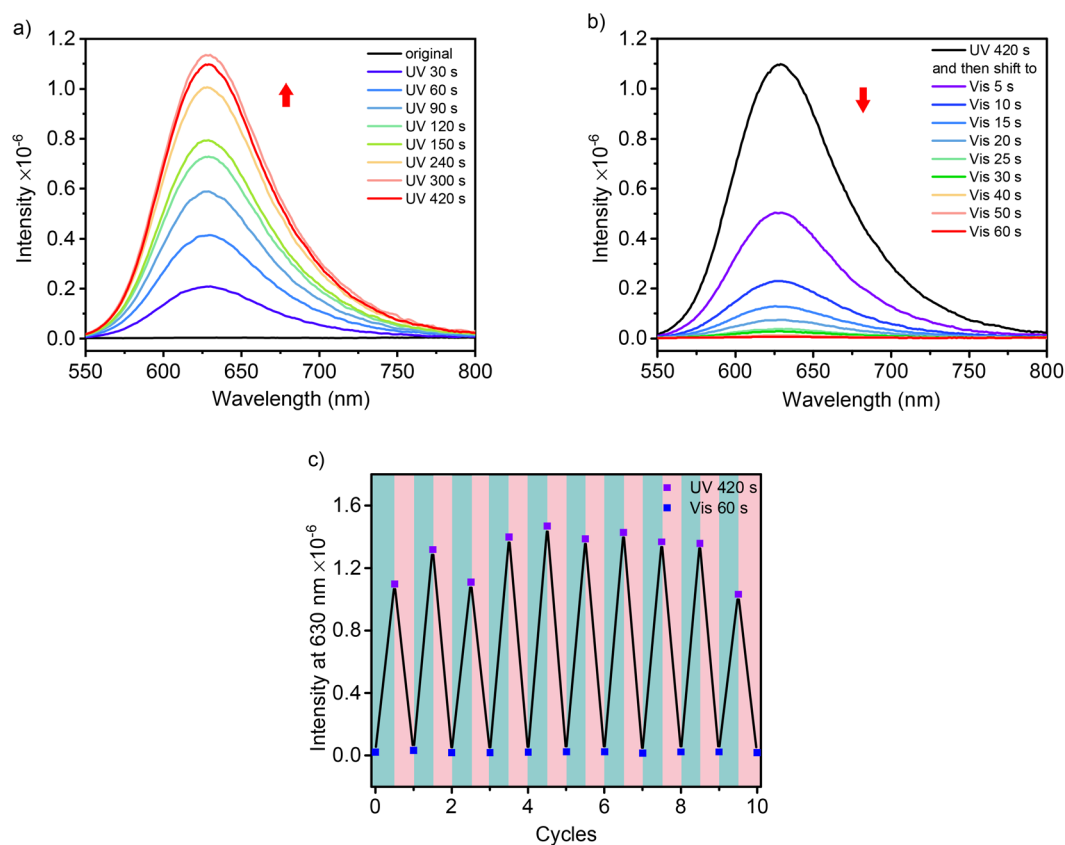 a)
Intensity ×10⁻⁶
1.2
1.0
0.8
0.6
0.4
0.2
0.0
550 600 650 700 750 800
Wavelength (nm)
original
UV 30 s
UV 60 s
UV 90 s
UV 120 s
UV 150 s
UV 240 s
UV 300 s
UV 420 s
b)
Intensity ×10⁻⁶
1.2
1.0
0.8
0.6
0.4
0.2
0.0
550 600 650 700 750 800
Wavelength (nm)
UV 420 s
and then shift to
Vis 5 s
Vis 10 s
Vis 15 s
Vis 20 s
Vis 25 s
Vis 30 s
Vis 40 s
Vis 50 s
Vis 60 s
c)
Intensity at 630 nm ×10⁻⁶
1.6
1.2
0.8
0.4
0.0
0 2 4 6 8 10
Cycles
UV 420 s
Vis 60 s